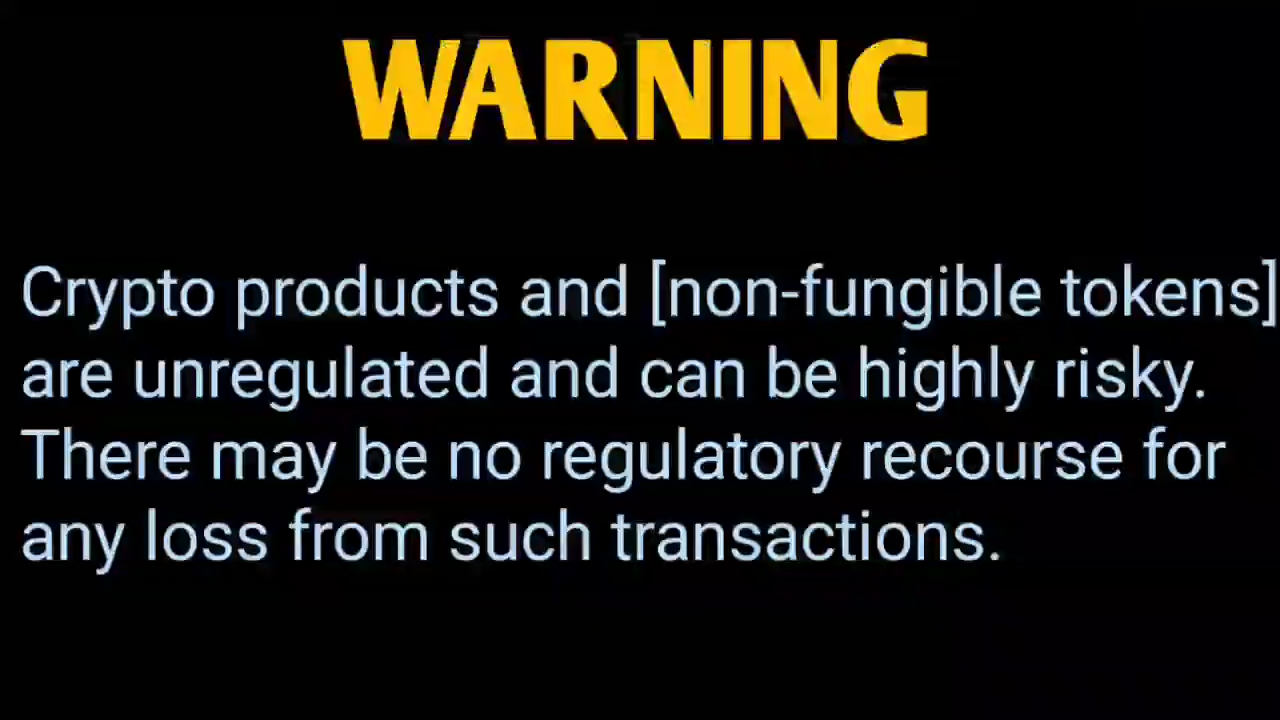 WARNING
Crypto products and [non-fungible tokens]
are unregulated and can be highly risky.
There may be no regulatory recourse for
any loss from such transactions.